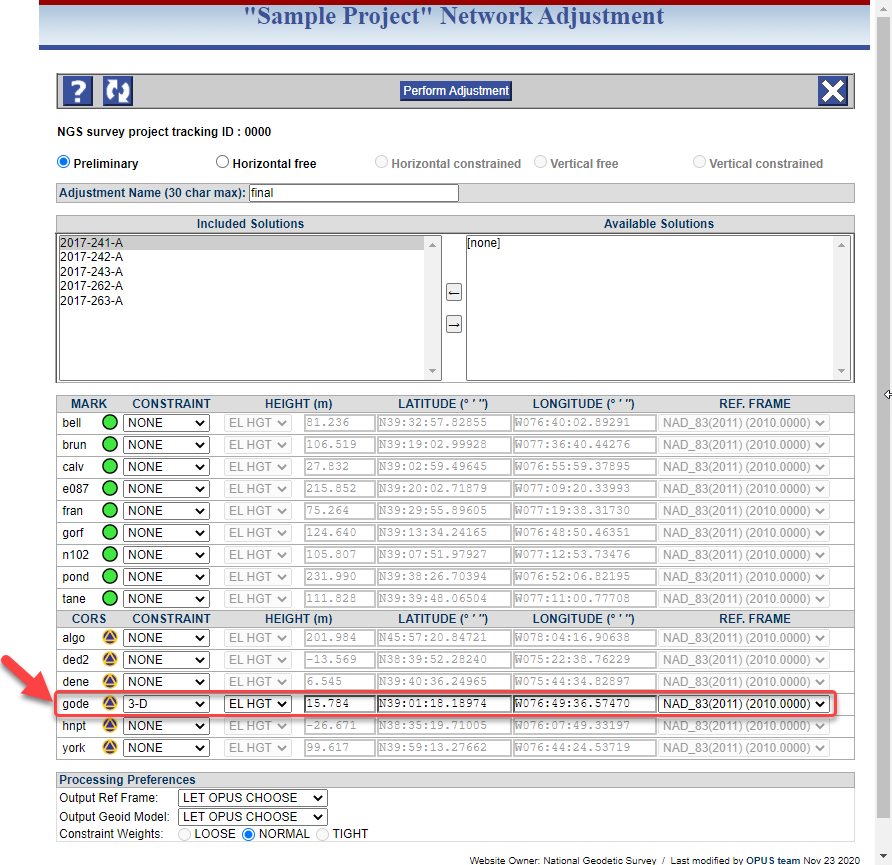 "Sample Project" Network Adjustment
? Perform Adjustment
NGS survey project tracking ID : 0000
Preliminary Horizontal free Horizontal constrained Vertical free Vertical constrained
Adjustment Name (30 char max): final
Included Solutions Available Solutions
2017-241-A [none]
2017-242-A
2017-243-A
2017-262-A
2017-263-A
MARK CONSTRAINT HEIGHT (m) LATITUDE (° ′ ″) LONGITUDE (° ′ ″) REF. FRAME
bell NONE EL HGT 81.236 N39:32:57.82855 W076:40:02.89291 NAD_83(2011) (2010.0000)
brun NONE EL HGT 106.519 N39:19:02.99928 W077:36:40.44276 NAD_83(2011) (2010.0000)
calv NONE EL HGT 27.832 N39:02:59.49645 W076:55:59.37895 NAD_83(2011) (2010.0000)
e087 NONE EL HGT 215.852 N39:20:02.71879 W077:09:20.33993 NAD_83(2011) (2010.0000)
fran NONE EL HGT 75.264 N39:29:55.89605 W077:19:38.31730 NAD_83(2011) (2010.0000)
gorf NONE EL HGT 124.640 N39:13:34.24165 W076:48:50.46351 NAD_83(2011) (2010.0000)
n102 NONE EL HGT 105.807 N39:07:51.97927 W077:12:53.73476 NAD_83(2011) (2010.0000)
pond NONE EL HGT 231.990 N39:38:26.70394 W076:52:06.82195 NAD_83(2011) (2010.0000)
tane NONE EL HGT 111.828 N39:39:48.06504 W077:11:00.77708 NAD_83(2011) (2010.0000)
CORS CONSTRAINT HEIGHT (m) LATITUDE (° ′ ″) LONGITUDE (° ′ ″) REF. FRAME
algo NONE EL HGT 201.984 N45:57:20.84721 W078:04:16.90638 NAD_83(2011) (2010.0000)
ded2 NONE EL HGT -13.569 N38:39:52.28240 W075:22:38.76229 NAD_83(2011) (2010.0000)
dene NONE EL HGT 6.545 N40:40:36.24965 W075:44:34.82897 NAD_83(2011) (2010.0000)
gode 3-D EL HGT 15.784 N39:01:18.18974 W076:49:36.57470 NAD_83(2011) (2010.0000)
hnpt NONE EL HGT -26.671 N38:35:19.71005 W076:07:49.33197 NAD_83(2011) (2010.0000)
york NONE EL HGT 99.617 N39:59:13.27662 W076:44:24.53719 NAD_83(2011) (2010.0000)
Processing Preferences
Output Ref Frame: LET OPUS CHOOSE
Output Geoid Model: LET OPUS CHOOSE
Constraint Weights: LOOSE NORMAL TIGHT
Website Owner: National Geodetic Survey / Last modified by OPUS team Nov 23 2020